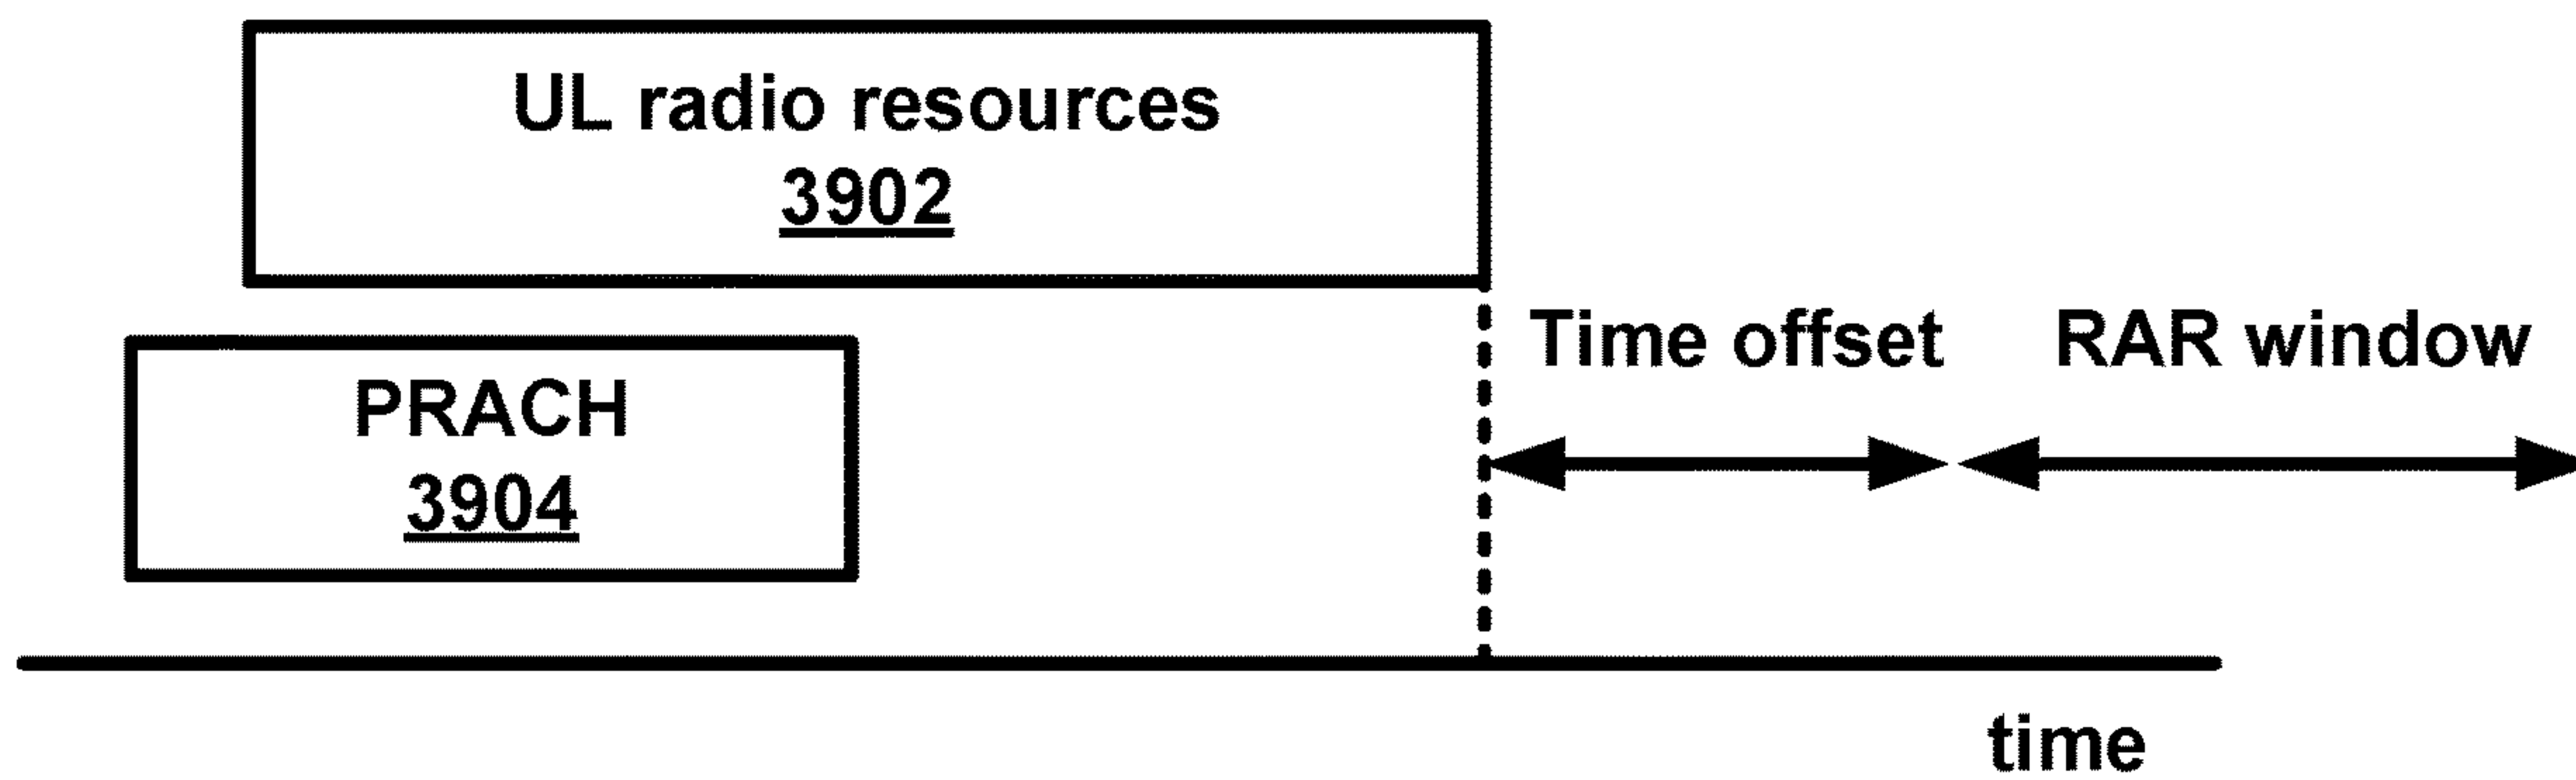 UL radio resources
3902
Time offset
RAR window
PRACH
3904
time